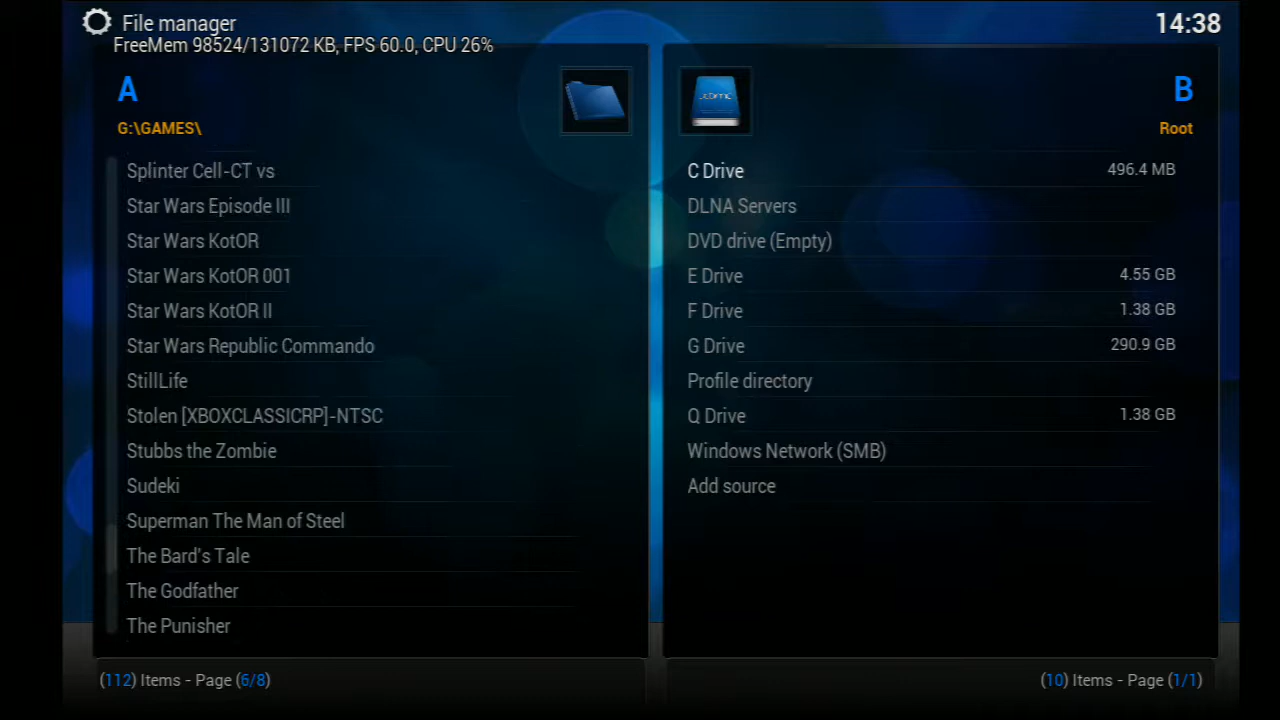 File manager
14:38
FreeMem 98524/131072 KB, FPS 60.0, CPU 26%
A
G:\GAMES\
Splinter Cell-CT vs
Star Wars Episode III
Star Wars KotOR
Star Wars KotOR 001
Star Wars KotOR II
Star Wars Republic Commando
StillLife
Stolen [XBOXCLASSICRP]-NTSC
Stubbs the Zombie
Sudeki
Superman The Man of Steel
The Bard's Tale
The Godfather
The Punisher
(112) Items - Page (6/8)
XBMC
B
Root
C Drive 496.4 MB
DLNA Servers
DVD drive (Empty)
E Drive 4.55 GB
F Drive 1.38 GB
G Drive 290.9 GB
Profile directory
Q Drive 1.38 GB
Windows Network (SMB)
Add source
(10) Items - Page (1/1)